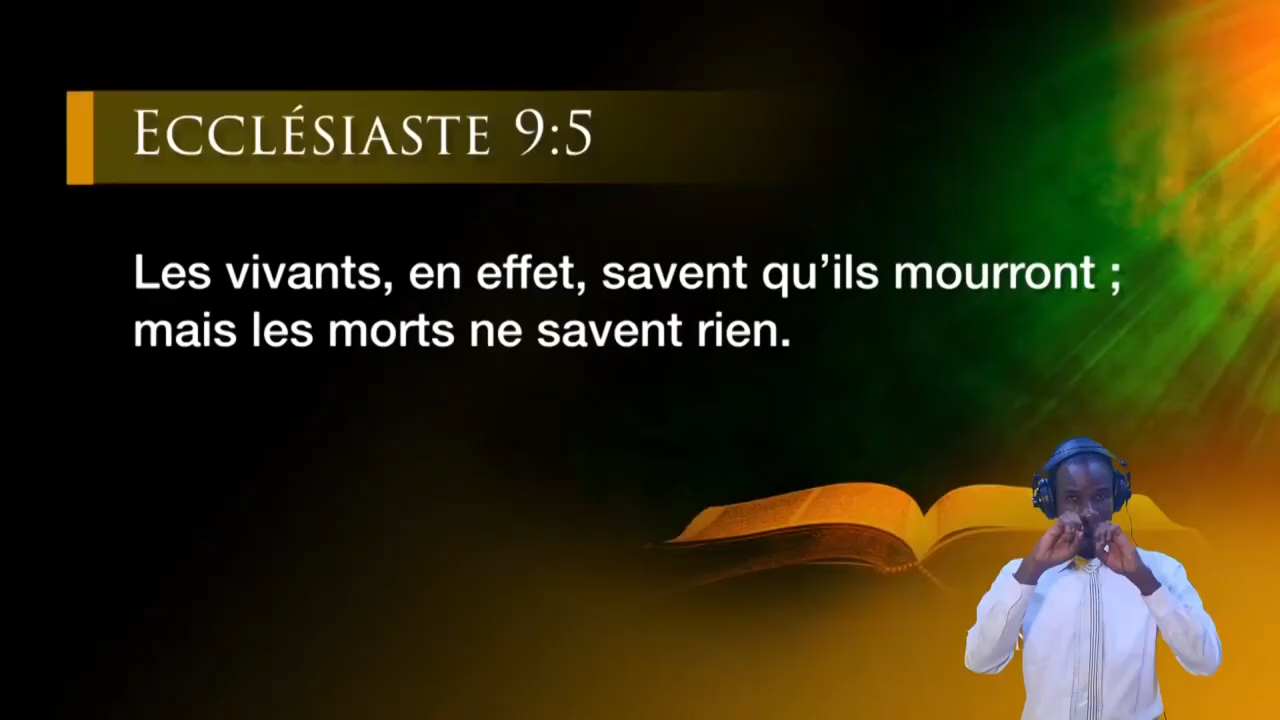 Ecclésiaste 9:5
Les vivants, en effet, savent qu’ils mourront ;
mais les morts ne savent rien.